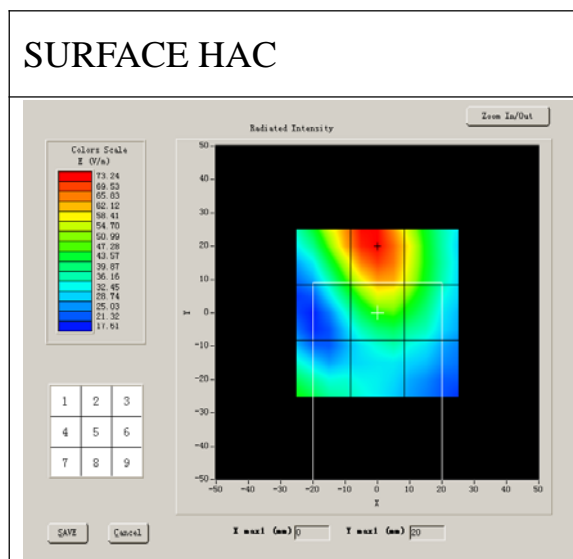 SURFACE HAC
Zoom In/Out
Radiated Intensity
Colors Scale
E (V/m)
73.24
69.53
65.83
62.12
58.41
54.70
50.99
47.28
43.57
39.87
36.16
32.45
28.74
25.03
21.32
17.61
50
40
30
20
10
0
-10
-20
-30
-40
-50
Y
-50 -40 -30 -20 -10 0 10 20 30 40 50
X
1 2 3
4 5 6
7 8 9
SAVE Cancel
X max1 (mm) 0 Y max1 (mm) 20